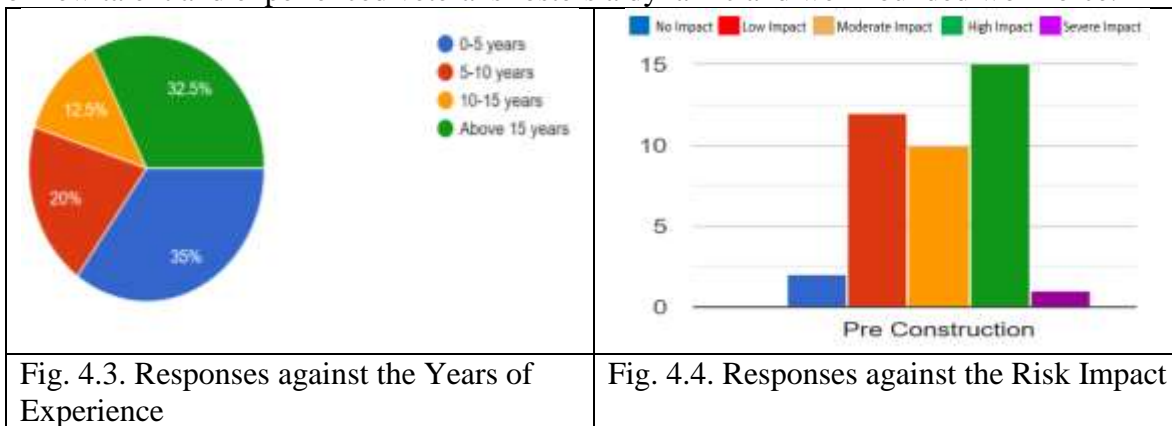 0-5 years
5-10 years
10-15 years
Above 15 years
32.5%
12.5%
20%
35%
No Impact Low Impact Moderate Impact High Impact Severe Impact
15
10
5
0
Pre Construction
Fig. 4.3. Responses against the Years of
Experience
Fig. 4.4. Responses against the Risk Impact